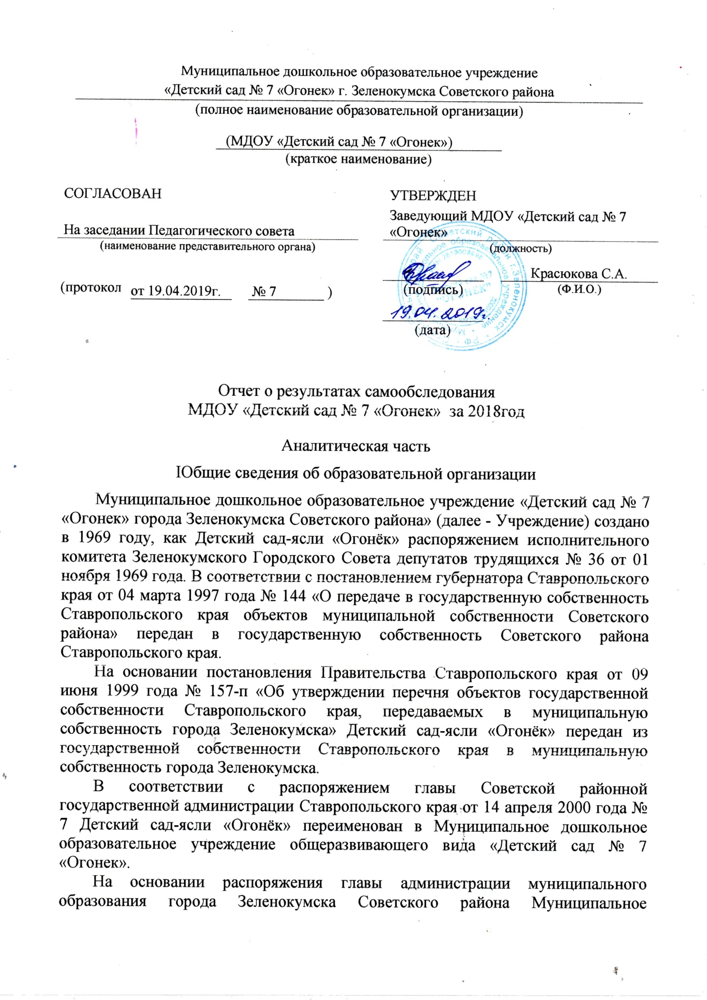 Муниципальное дошкольное образовательное учреждение
«Детский сад № 7 «Огонек» г. Зеленокумска Советского района
(полное наименование образовательной организации)
(МДОУ «Детский сад № 7 «Огонек»)
(краткое наименование)
СОГЛАСОВАН
На заседании Педагогического совета
(наименование представительного органа)
(протокол от 19.04.2019г. № 7 )
УТВЕРЖДЕН
Заведующий МДОУ «Детский сад № 7
«Огонек»
(должность)
Красюкова С.А.
(подпись) (Ф.И.О.)
19.04.2019г.
(дата)
Отчет о результатах самообследования
МДОУ «Детский сад № 7 «Огонек» за 2018год
Аналитическая часть
IОбщие сведения об образовательной организации
Муниципальное дошкольное образовательное учреждение «Детский сад № 7
«Огонек» города Зеленокумска Советского района» (далее - Учреждение) создано
в 1969 году, как Детский сад-ясли «Огонёк» распоряжением исполнительного
комитета Зеленокумского Городского Совета депутатов трудящихся № 36 от 01
ноября 1969 года. В соответствии с постановлением губернатора Ставропольского
края от 04 марта 1997 года № 144 «О передаче в государственную собственность
Ставропольского края объектов муниципальной собственности Советского
района» передан в государственную собственность Советского района
Ставропольского края.
На основании постановления Правительства Ставропольского края от 09
июня 1999 года № 157-п «Об утверждении перечня объектов государственной
собственности Ставропольского края, передаваемых в муниципальную
собственность города Зеленокумска» Детский сад-ясли «Огонёк» передан из
государственной собственности Ставропольского края в муниципальную
собственность города Зеленокумска.
В соответствии с распоряжением главы Советской районной
государственной администрации Ставропольского края от 14 апреля 2000 года №
7 Детский сад-ясли «Огонёк» переименован в Муниципальное дошкольное
образовательное учреждение общеразвивающего вида «Детский сад № 7
«Огонек».
На основании распоряжения главы администрации муниципального
образования города Зеленокумска Советского района Муниципальное